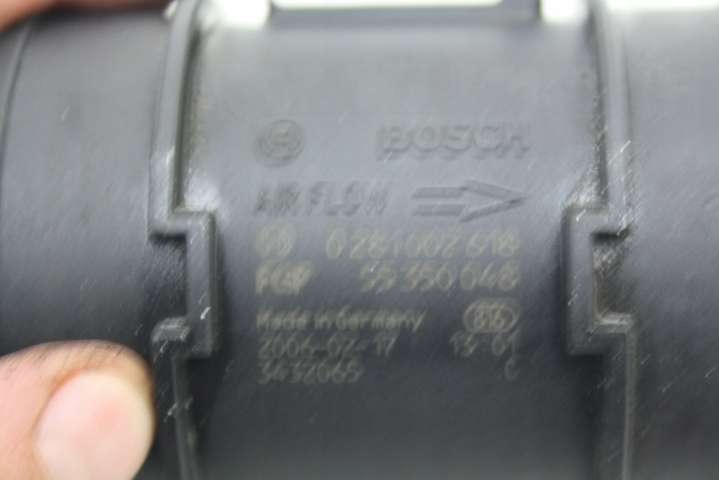 BOSCH
AIR FLOW
0 281 002 618
FGP 55 350 048
Made in Germany 86
2006-02-17 13 01
3432065 C